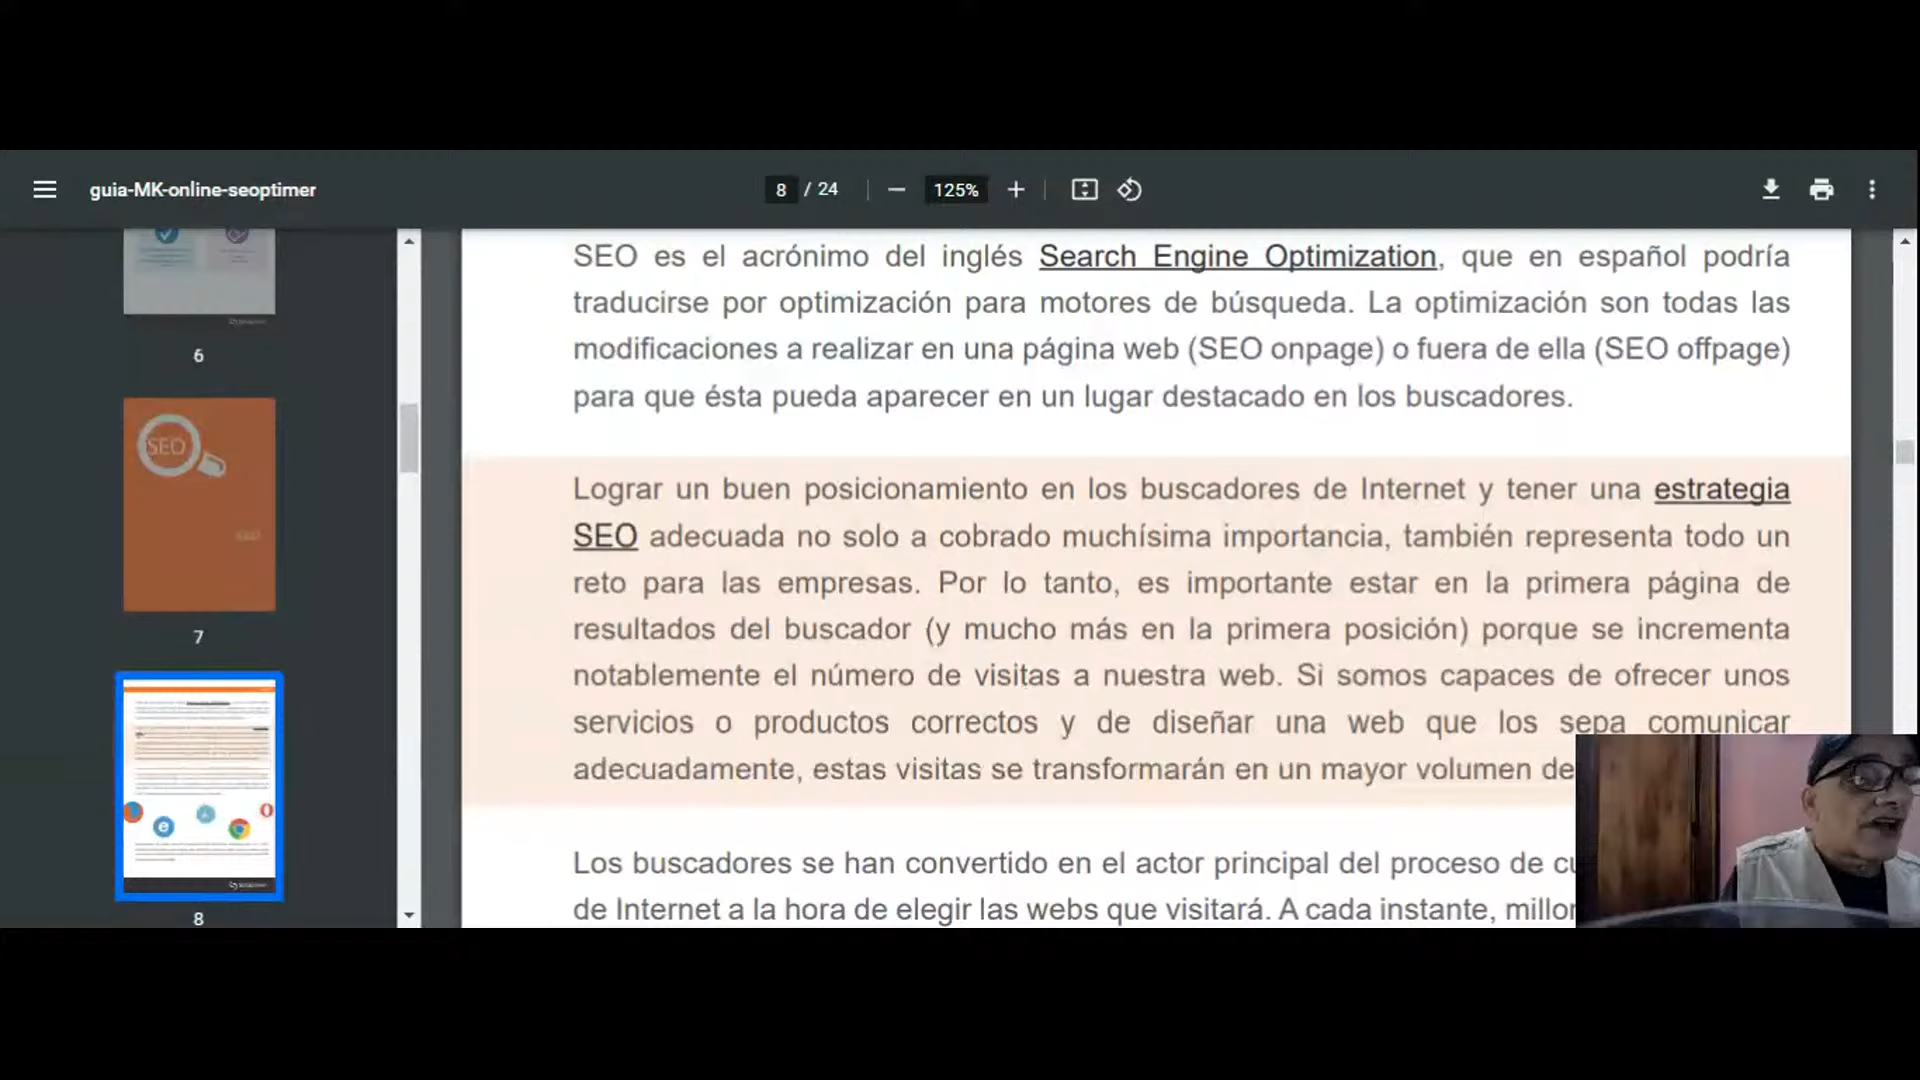 guia-MK-online-seoptimer
8 / 24
125%
6
SEO
7
8
SEO es el acrónimo del inglés Search Engine Optimization, que en español podría
traducirse por optimización para motores de búsqueda. La optimización son todas las
modificaciones a realizar en una página web (SEO onpage) o fuera de ella (SEO offpage)
para que ésta pueda aparecer en un lugar destacado en los buscadores.
Lograr un buen posicionamiento en los buscadores de Internet y tener una estrategia
SEO adecuada no solo a cobrado muchísima importancia, también representa todo un
reto para las empresas. Por lo tanto, es importante estar en la primera página de
resultados del buscador (y mucho más en la primera posición) porque se incrementa
notablemente el número de visitas a nuestra web. Si somos capaces de ofrecer unos
servicios o productos correctos y de diseñar una web que los sepa comunicar
adecuadamente, estas visitas se transformarán en un mayor volumen de
Los buscadores se han convertido en el actor principal del proceso de
de Internet a la hora de elegir las webs que visitará. A cada instante,